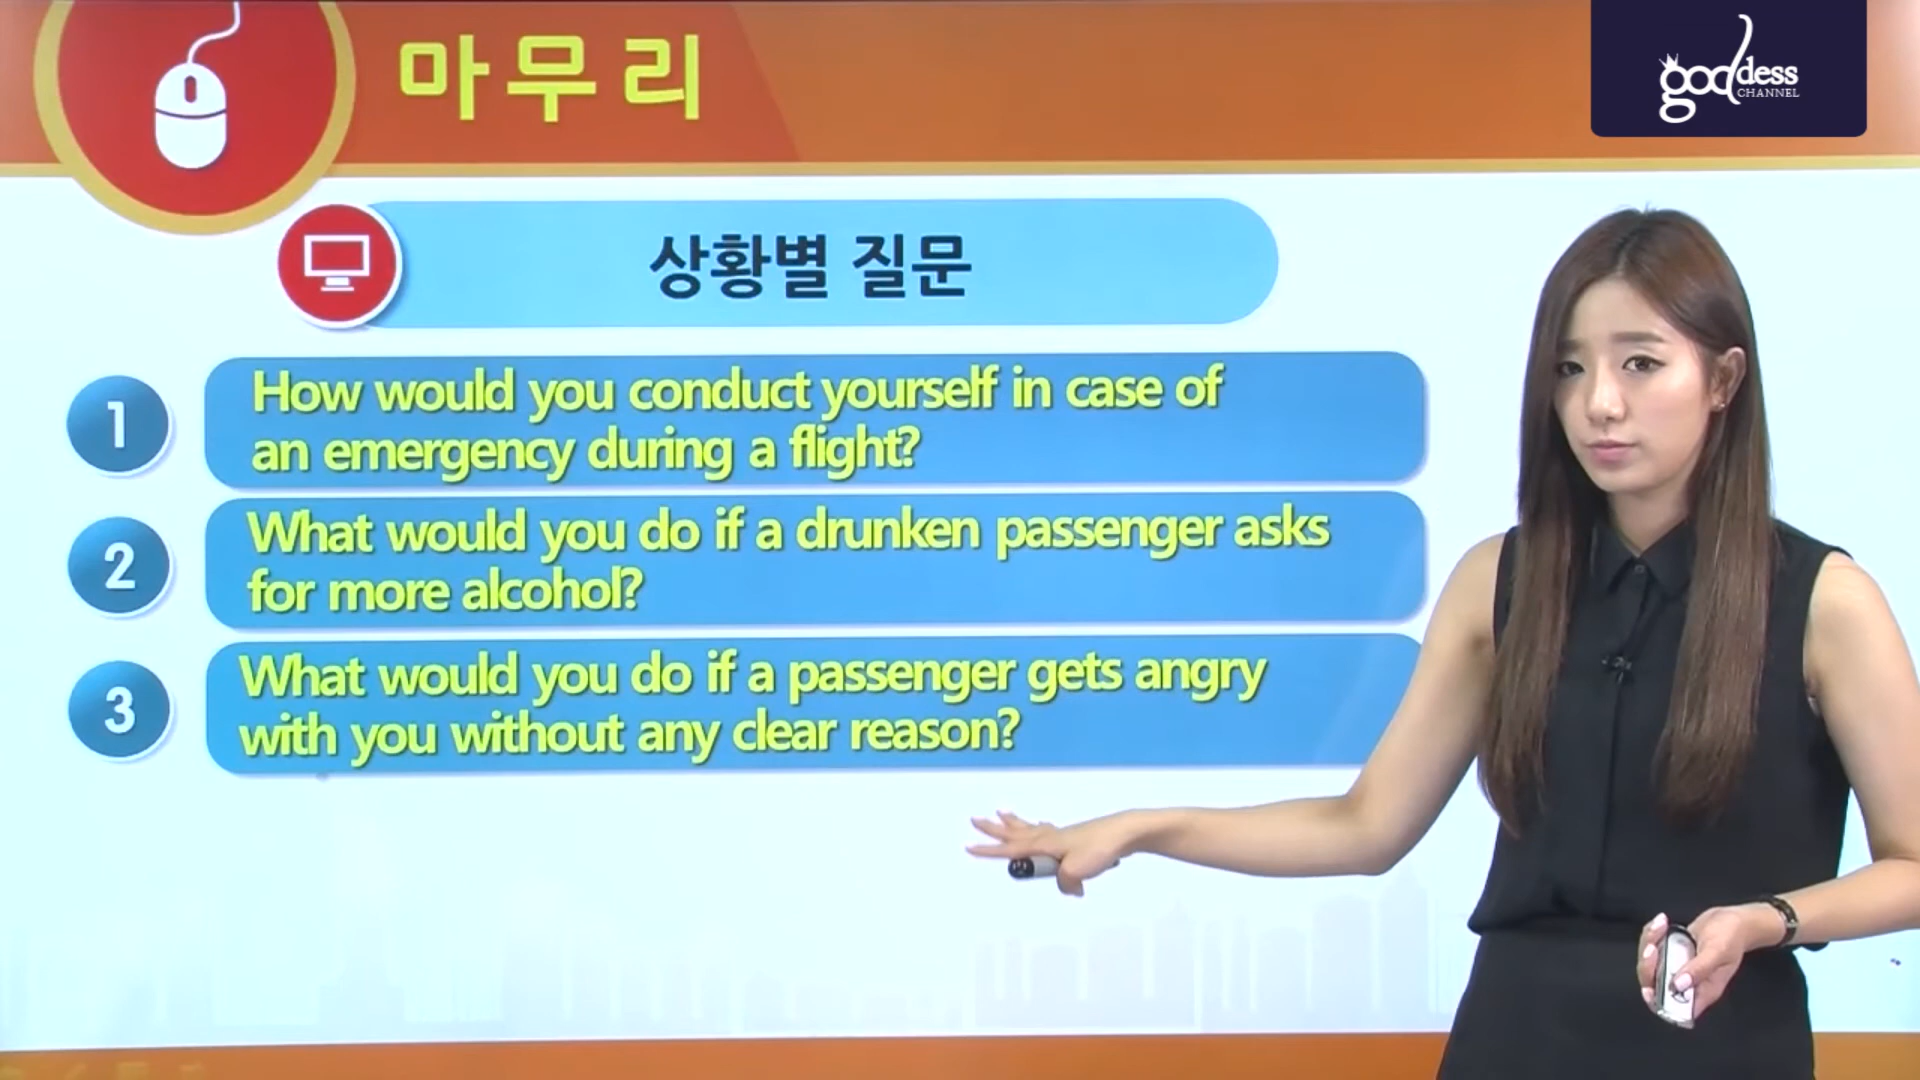 마무리
goddess
CHANNEL
상황별 질문
1
How would you conduct yourself in case of
an emergency during a flight?
2
What would you do if a drunken passenger asks
for more alcohol?
3
What would you do if a passenger gets angry
with you without any clear reason?